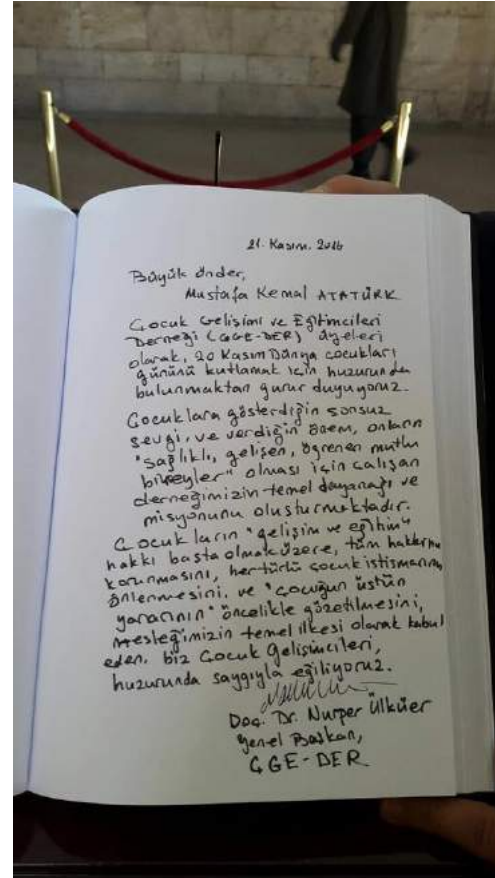 21. Kasım. 2016
Büyük önder,
Mustafa Kemal ATATÜRK
Çocuk Gelişimi ve Eğitimcileri
Derneği (ÇGE-DER) üyeleri
olarak, 20 Kasım Dünya çocukları
gününü kutlamak için huzurunda
bulunmaktan gurur duyuyoruz.
Çocuklara gösterdiğin sonsuz
sevgi, ve verdiğin önem, onların
"sağlıklı, gelişen, öğrenen mutlu
bireyler" olması için çalışan
derneğimizin temel dayanağı ve
misyonunu oluşturmaktadır.
Çocukların "gelişim ve eğitim"
hakkı başta olmak üzere, tüm
korunmasını, her türlü çocuk istismarının
önlenmesini, ve "çocuğun üstün
yararının" öncelikle gözetilmesini,
mesleğimizin temel ilkesi olarak kabul
eden, biz Çocuk Gelişimcileri,
huzurunda saygıyla eğiliyoruz.
Doç. Dr. Nurper Ülküer
Genel Başkan,
ÇGE-DER